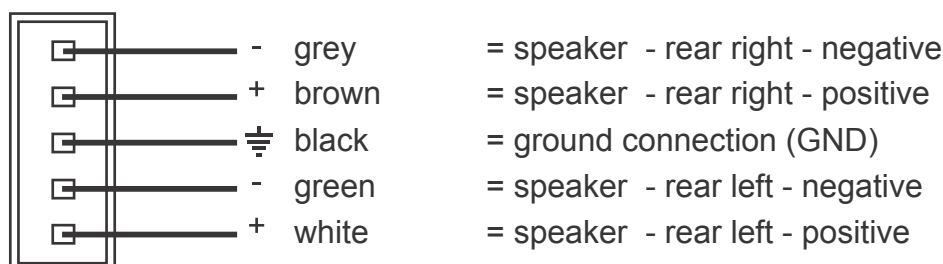 - grey = speaker - rear right - negative
+ brown = speaker - rear right - positive
black = ground connection (GND)
- green = speaker - rear left - negative
+ white = speaker - rear left - positive